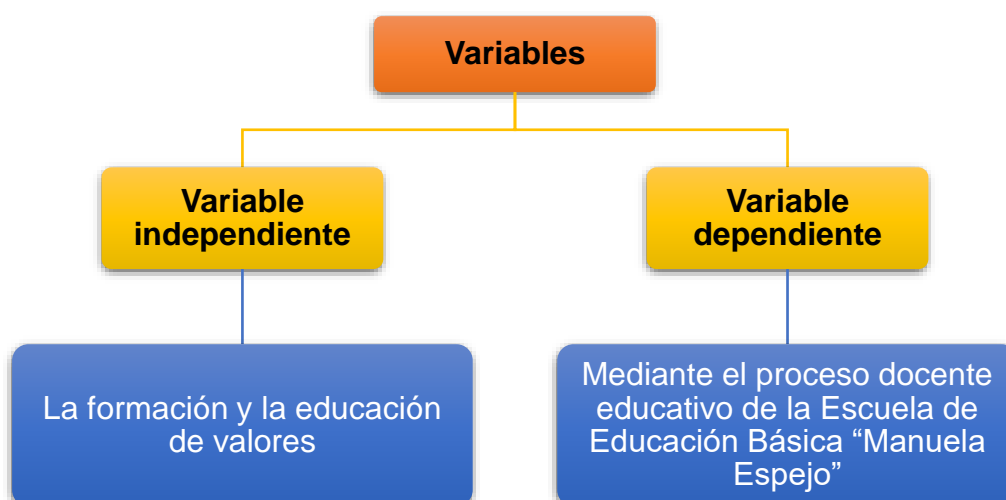 Variables
Variable
independiente
Variable
dependiente
La formación y la educación
de valores
Mediante el proceso docente
educativo de la Escuela de
Educación Básica “Manuela
Espejo”